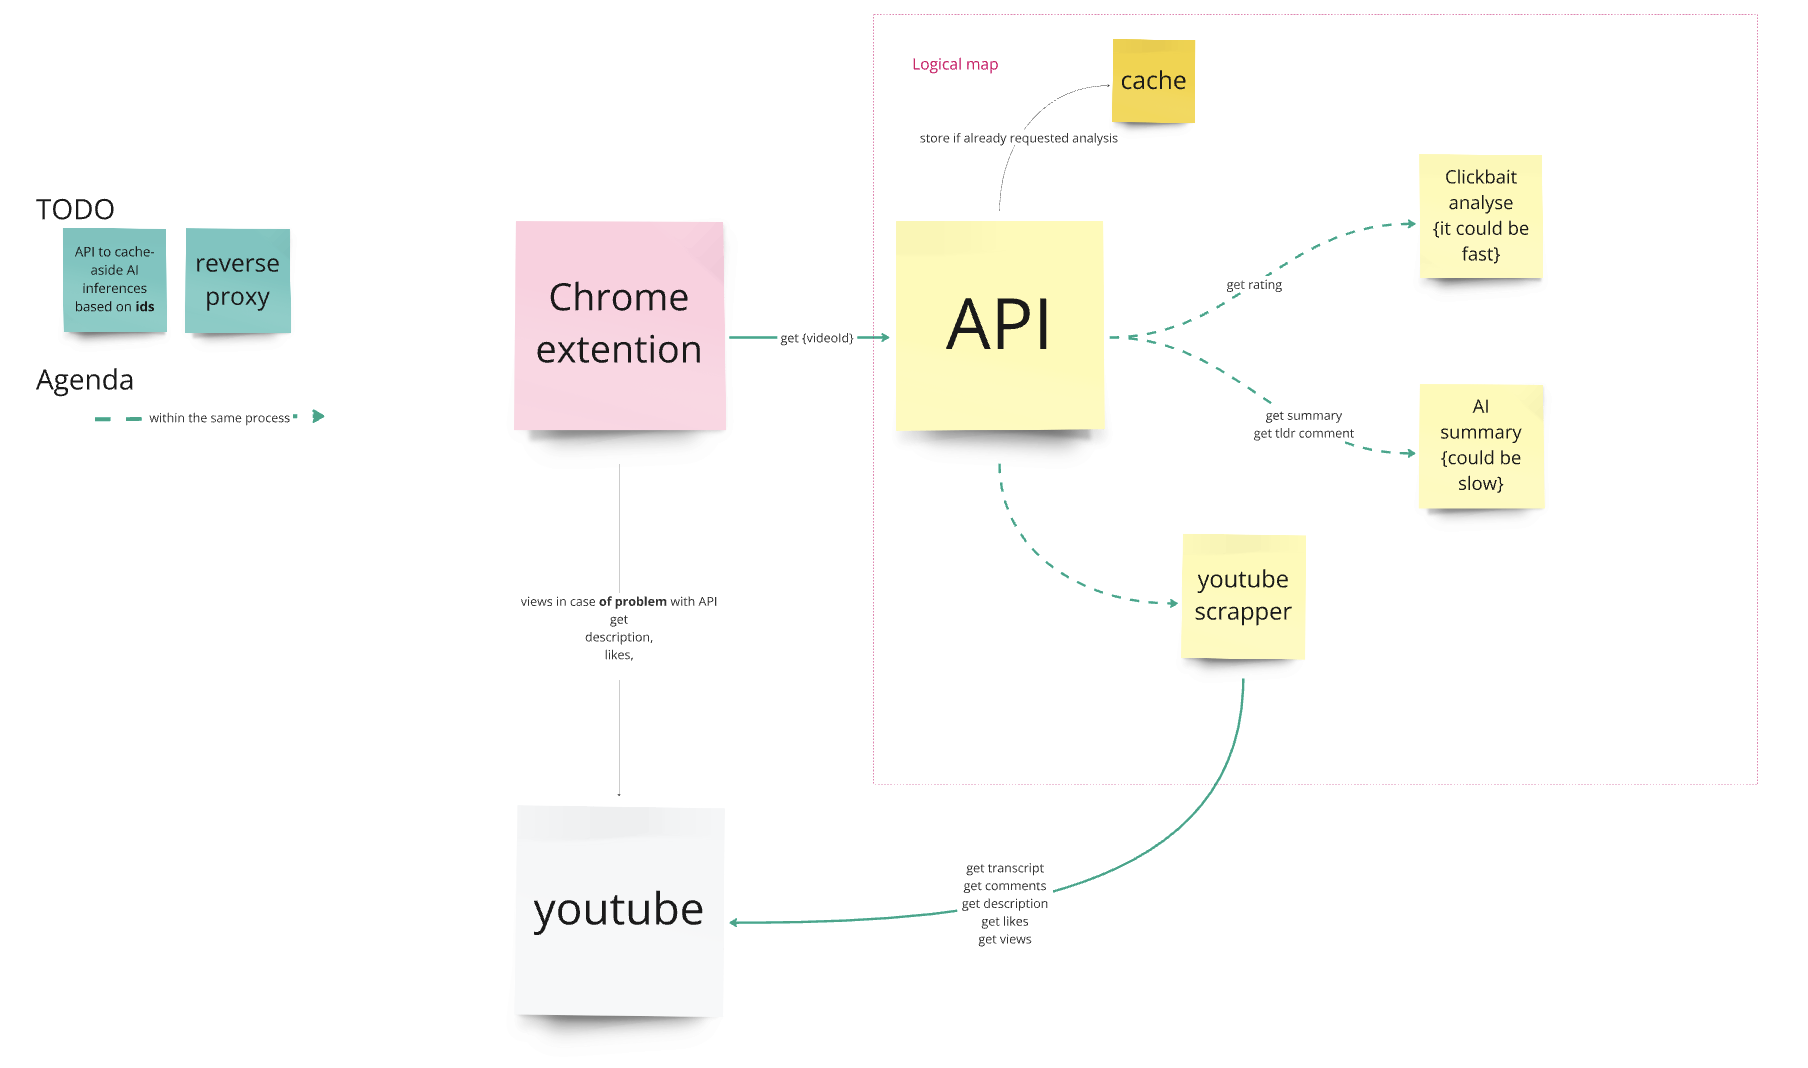 Logical map
cache
store if already requested analysis
Clickbait
analyse
{it could be
fast}
TODO
API to cache-
aside AI
inferences
based on ids
reverse
proxy
Chrome
extention
get {videoId}
API
get rating
Agenda
within the same process
get summary
get tldr comment
AI
summary
{could be
slow}
youtube
scrapper
views in case of problem with API
get
description,
likes,
youtube
get transcript
get comments
get description
get likes
get views